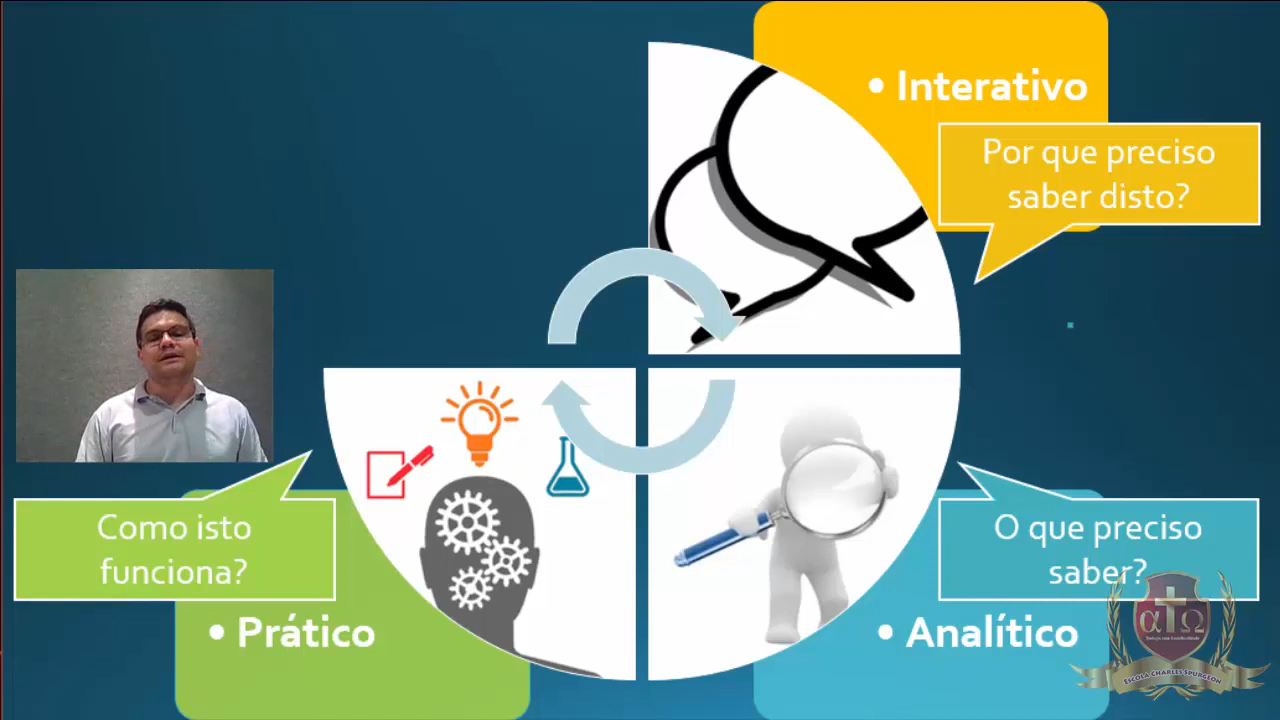 • Interativo
Por que preciso
saber disto?
Como isto
funciona?
O que preciso
saber?
• Prático
• Analítico
α Ω
ESCOLA CHARLES SPURGEON